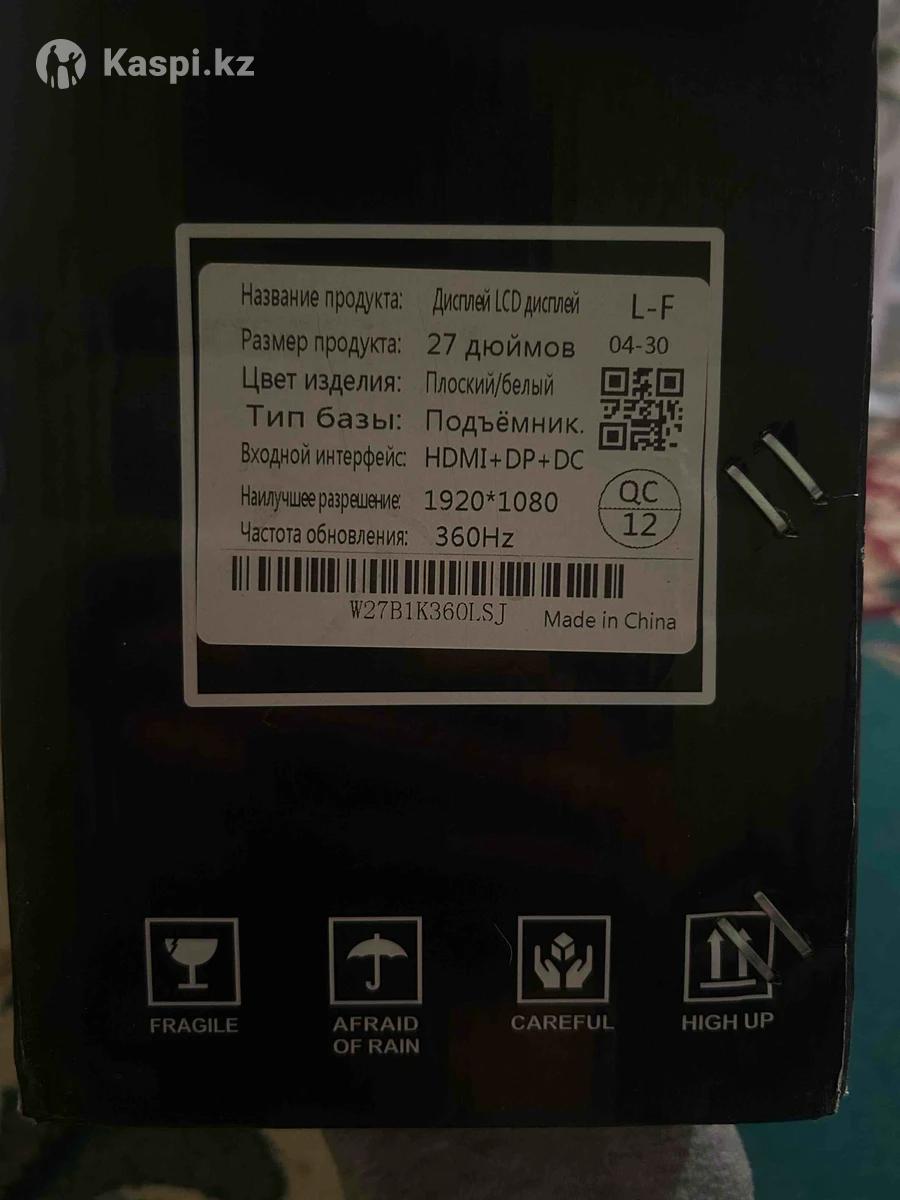 Kaspi.kz
Название продукта: Дисплей LCD дисплей L-F
Размер продукта: 27 дюймов 04-30
Цвет изделия: Плоский/белый
Тип базы: Подъёмник.
Входной интерфейс: HDMI+DP+DC
Наилучшее разрешение: 1920*1080
QC
12
Частота обновления: 360Hz
W27B1K360LSJ Made in China
FRAGILE AFRAID OF RAIN CAREFUL HIGH UP